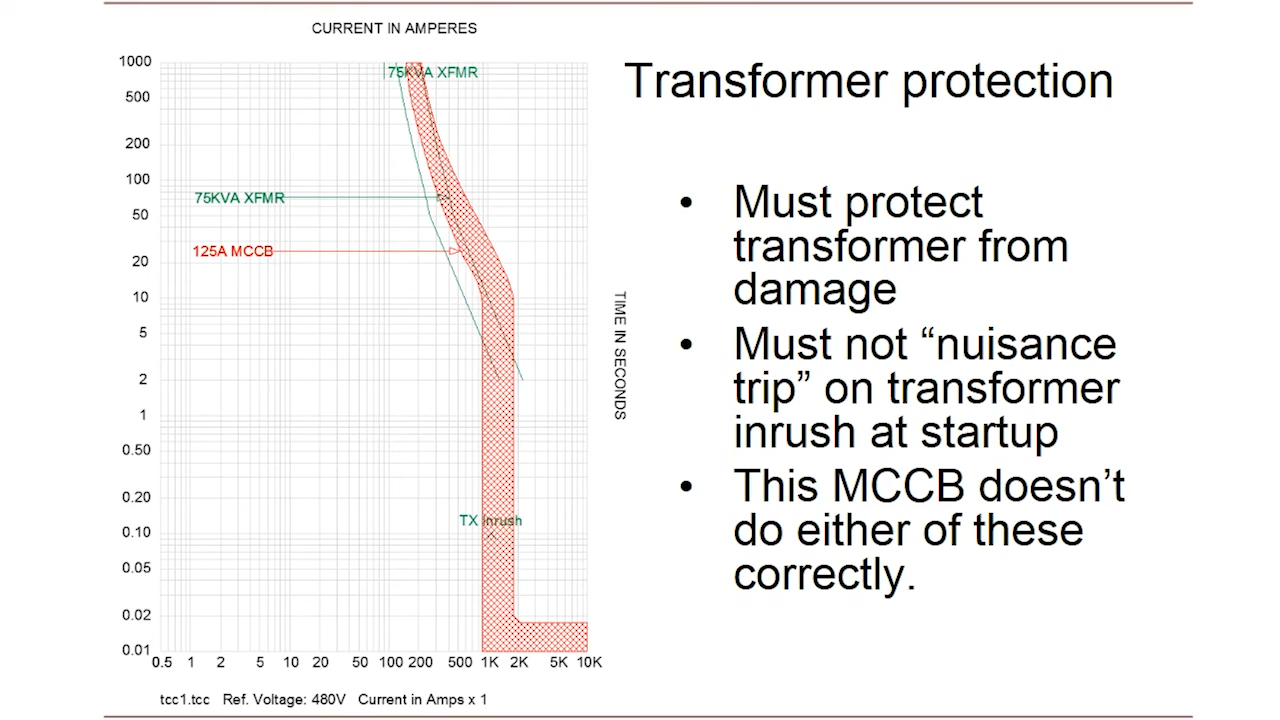 CURRENT IN AMPERES
Transformer protection
1000
75KVA XFMR
500
200
100
75KVA XFMR
50
125A MCCB
20
10
5
2
1
0.50
0.20
TX Inrush
0.10
0.05
0.02
0.01
0.5 1 2 5 10 20 50 100 200 500 1K 2K 5K 10K
TIME IN SECONDS
tcc1.tcc Ref. Voltage: 480V Current in Amps x 1
• Must protect
transformer from
damage
• Must not “nuisance
trip” on transformer
inrush at startup
• This MCCB doesn’t
do either of these
correctly.